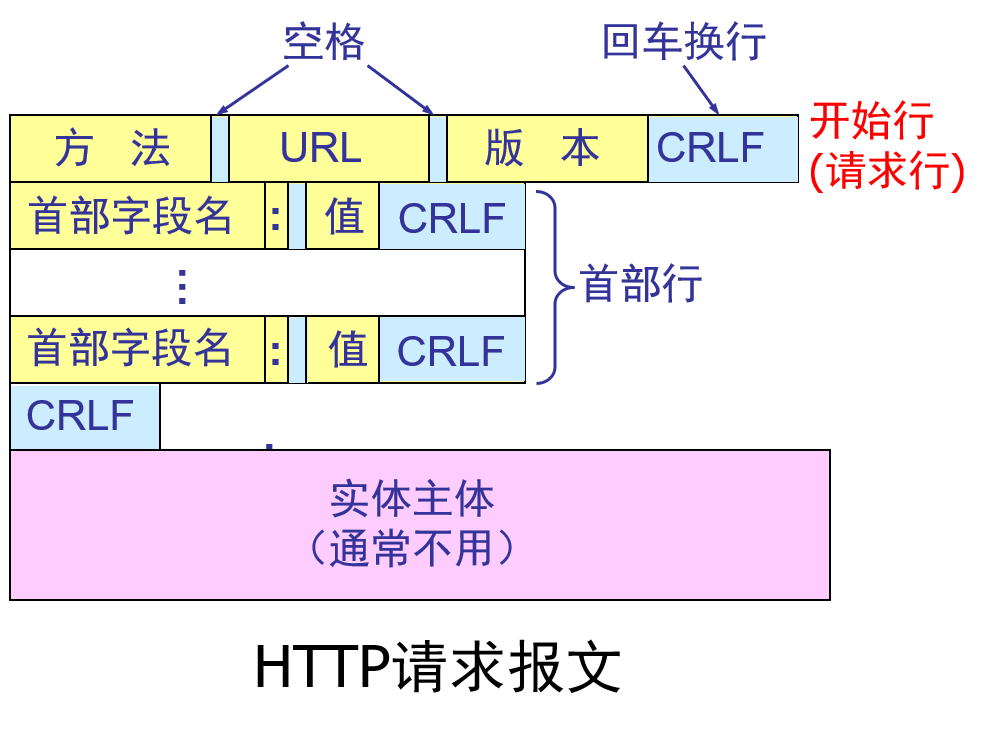 空格 回车换行
方 法 URL 版 本 CRLF 开始行
(请求行)
首部字段名 : 值 CRLF
⋮ 首部行
首部字段名 : 值 CRLF
CRLF
实体主体
（通常不用）
HTTP请求报文